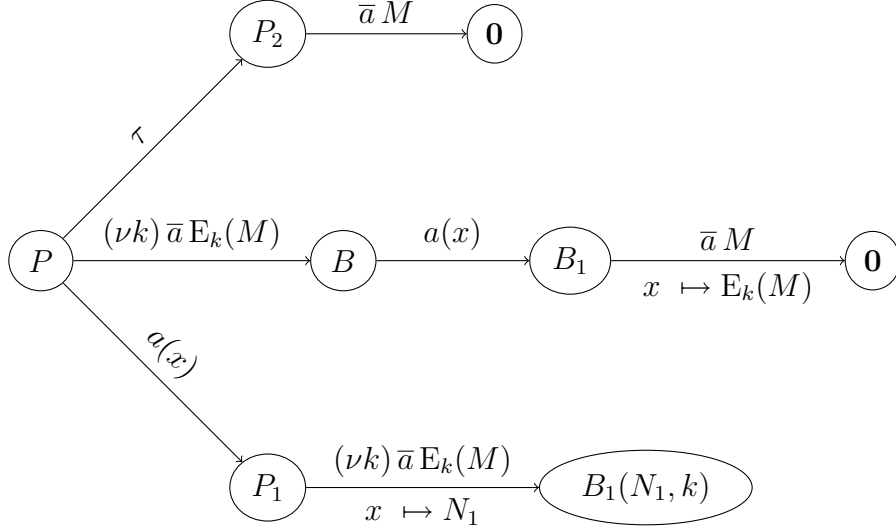 P₂
a̅ M
𝟎
τ
P
(νk) a̅ E_k(M)
B
a(x)
B₁
a̅ M
x ↦ E_k(M)
𝟎
a(x)
P₁
(νk) a̅ E_k(M)
x ↦ N₁
B₁(N₁, k)